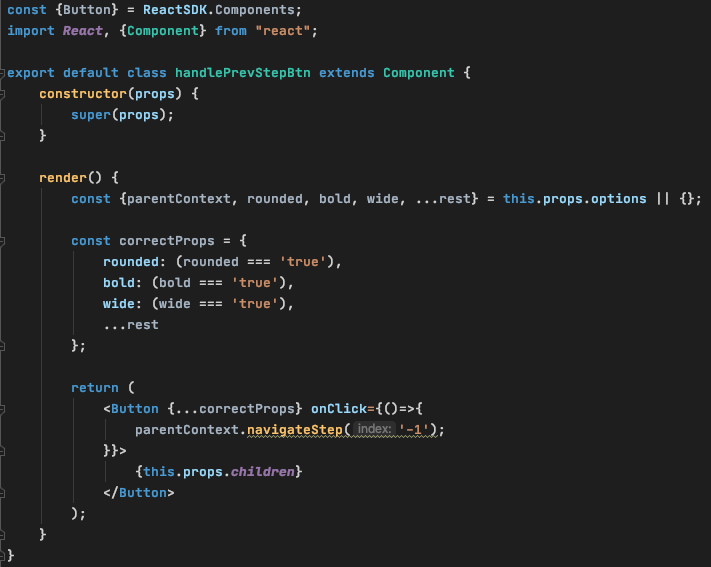 const {Button} = ReactSDK.Components;
import React, {Component} from "react";

export default class handlePrevStepBtn extends Component {
    constructor(props) {
        super(props);
    }

    render() {
        const {parentContext, rounded, bold, wide, ...rest} = this.props.options || {};

        const correctProps = {
            rounded: (rounded === 'true'),
            bold: (bold === 'true'),
            wide: (wide === 'true'),
            ...rest
        };

        return (
            <Button {...correctProps} onClick={()=>{
                parentContext.navigateStep( index: '-1');
            }}>
                {this.props.children}
            </Button>
        );
    }
}